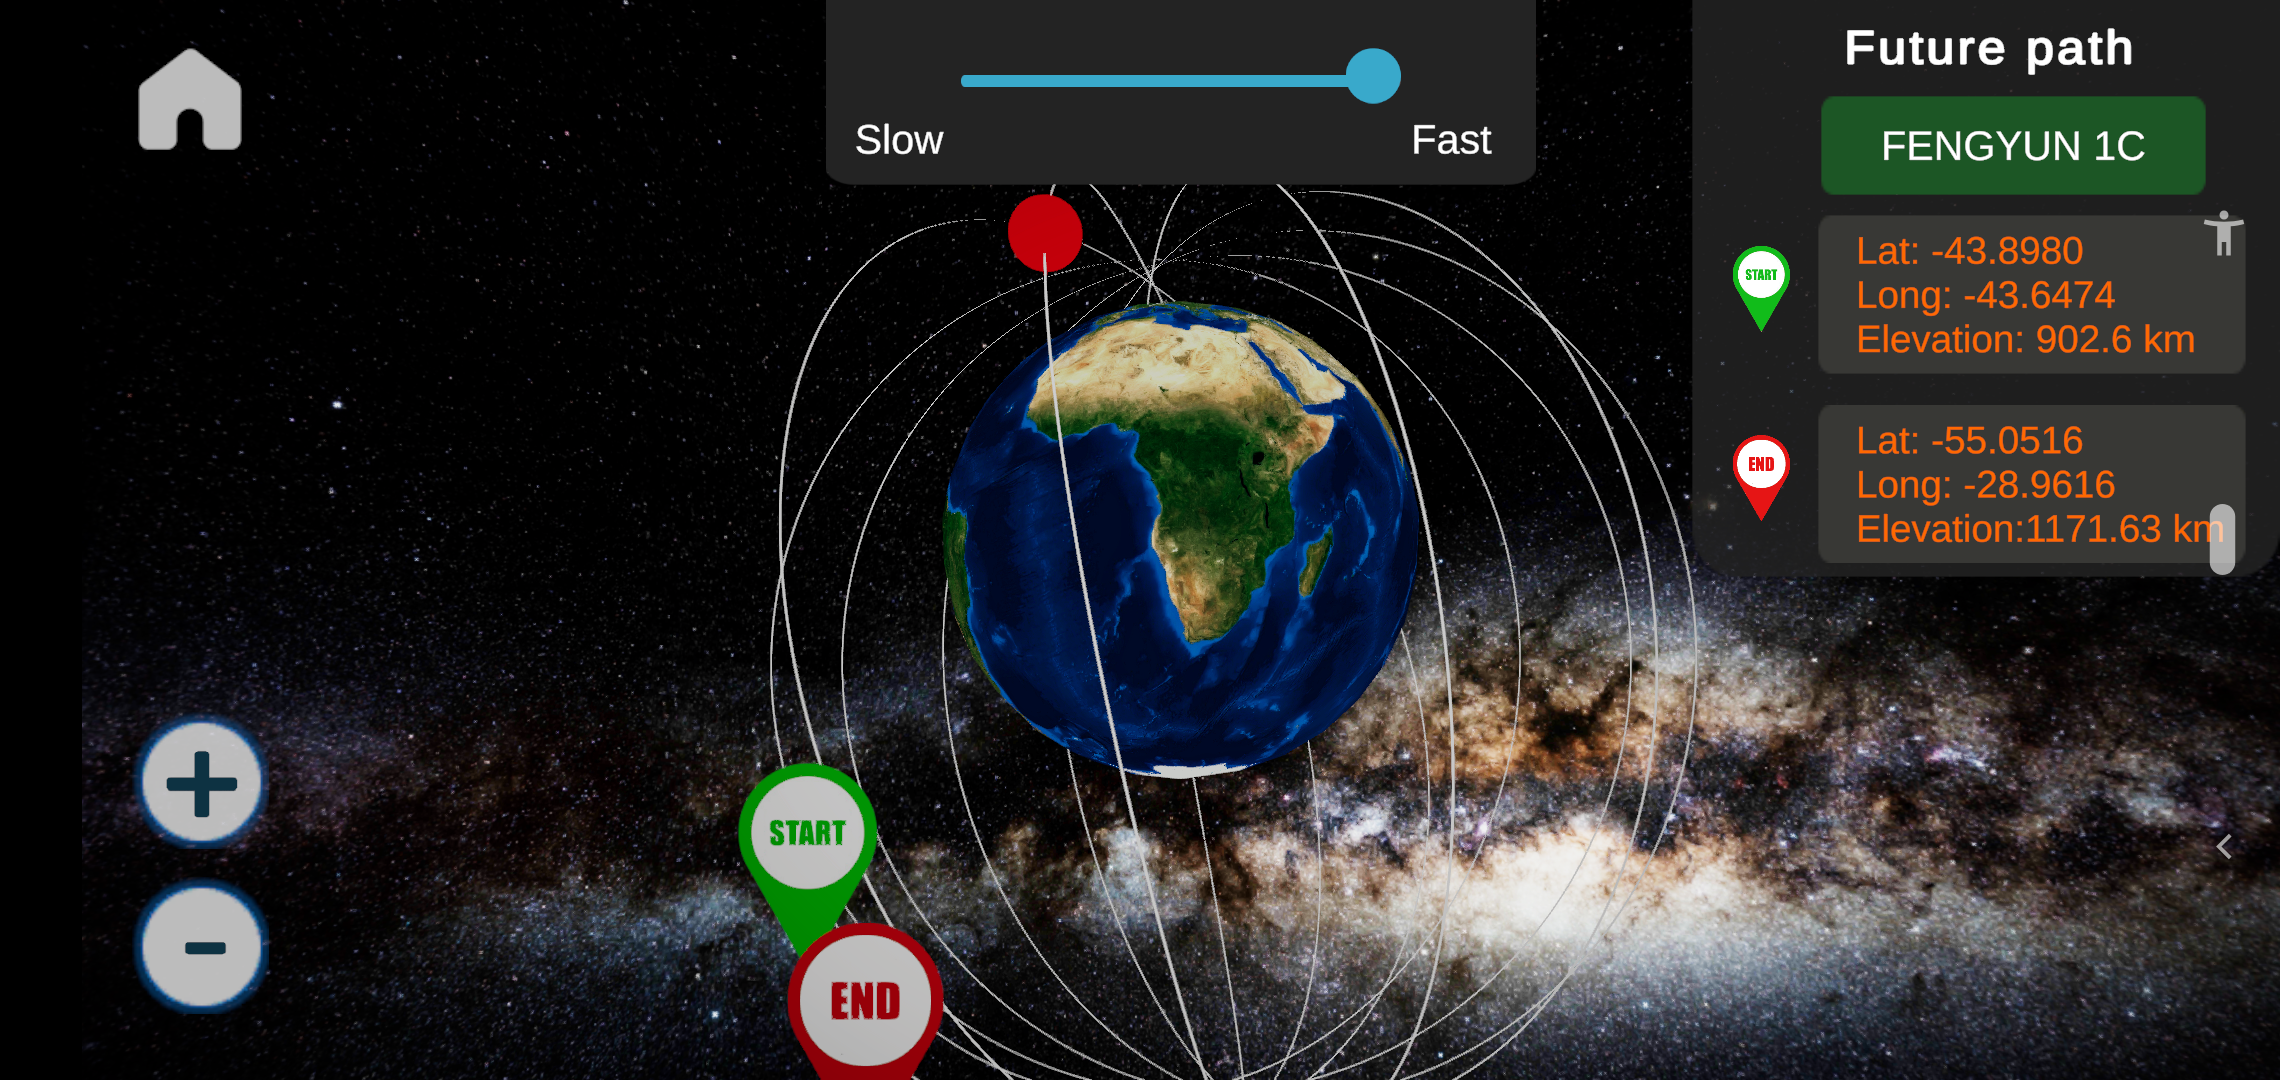 Slow
Fast
Future path
FENGYUN 1C
START
Lat: -43.8980
Long: -43.6474
Elevation: 902.6 km
END
Lat: -55.0516
Long: -28.9616
Elevation:1171.63 km
START
END